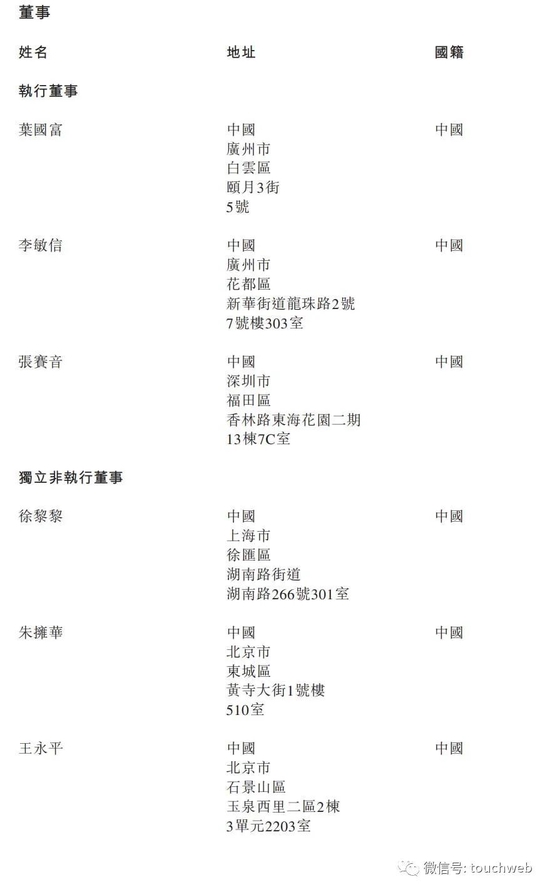 董事
姓名 地址 國籍
執行董事
葉國富 中國 中國
廣州市
白雲區
頤月3街
5號
李敏信 中國 中國
廣州市
花都區
新華街道龍珠路2號
7號樓303室
張賽音 中國 中國
深圳市
福田區
香林路東海花園二期
13棟7C室
獨立非執行董事
徐黎黎 中國 中國
上海市
徐匯區
湖南路街道
湖南路266號301室
朱擁華 中國 中國
北京市
東城區
黃寺大街1號樓
510室
王永平 中國 中國
北京市
石景山區
玉泉西里二區2棟
3單元2203室
微信号: touchweb